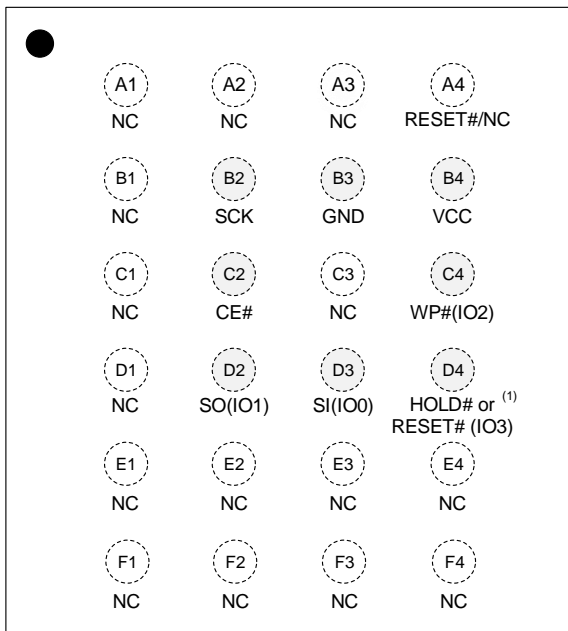 A1 A2 A3 A4
NC NC NC RESET#/NC
B1 B2 B3 B4
NC SCK GND VCC
C1 C2 C3 C4
NC CE# NC WP#(IO2)
D1 D2 D3 D4
NC SO(IO1) SI(IO0) HOLD# or (1)
RESET# (IO3)
E1 E2 E3 E4
NC NC NC NC
F1 F2 F3 F4
NC NC NC NC